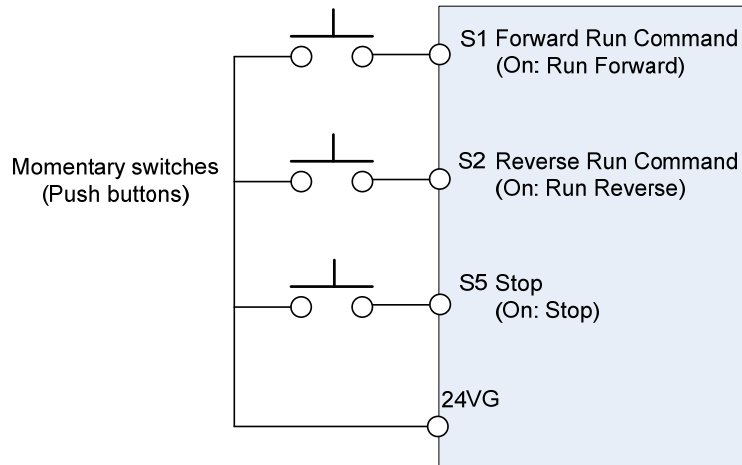 S1 Forward Run Command
(On: Run Forward)
Momentary switches
(Push buttons)
S2 Reverse Run Command
(On: Run Reverse)
S5 Stop
(On: Stop)
24VG